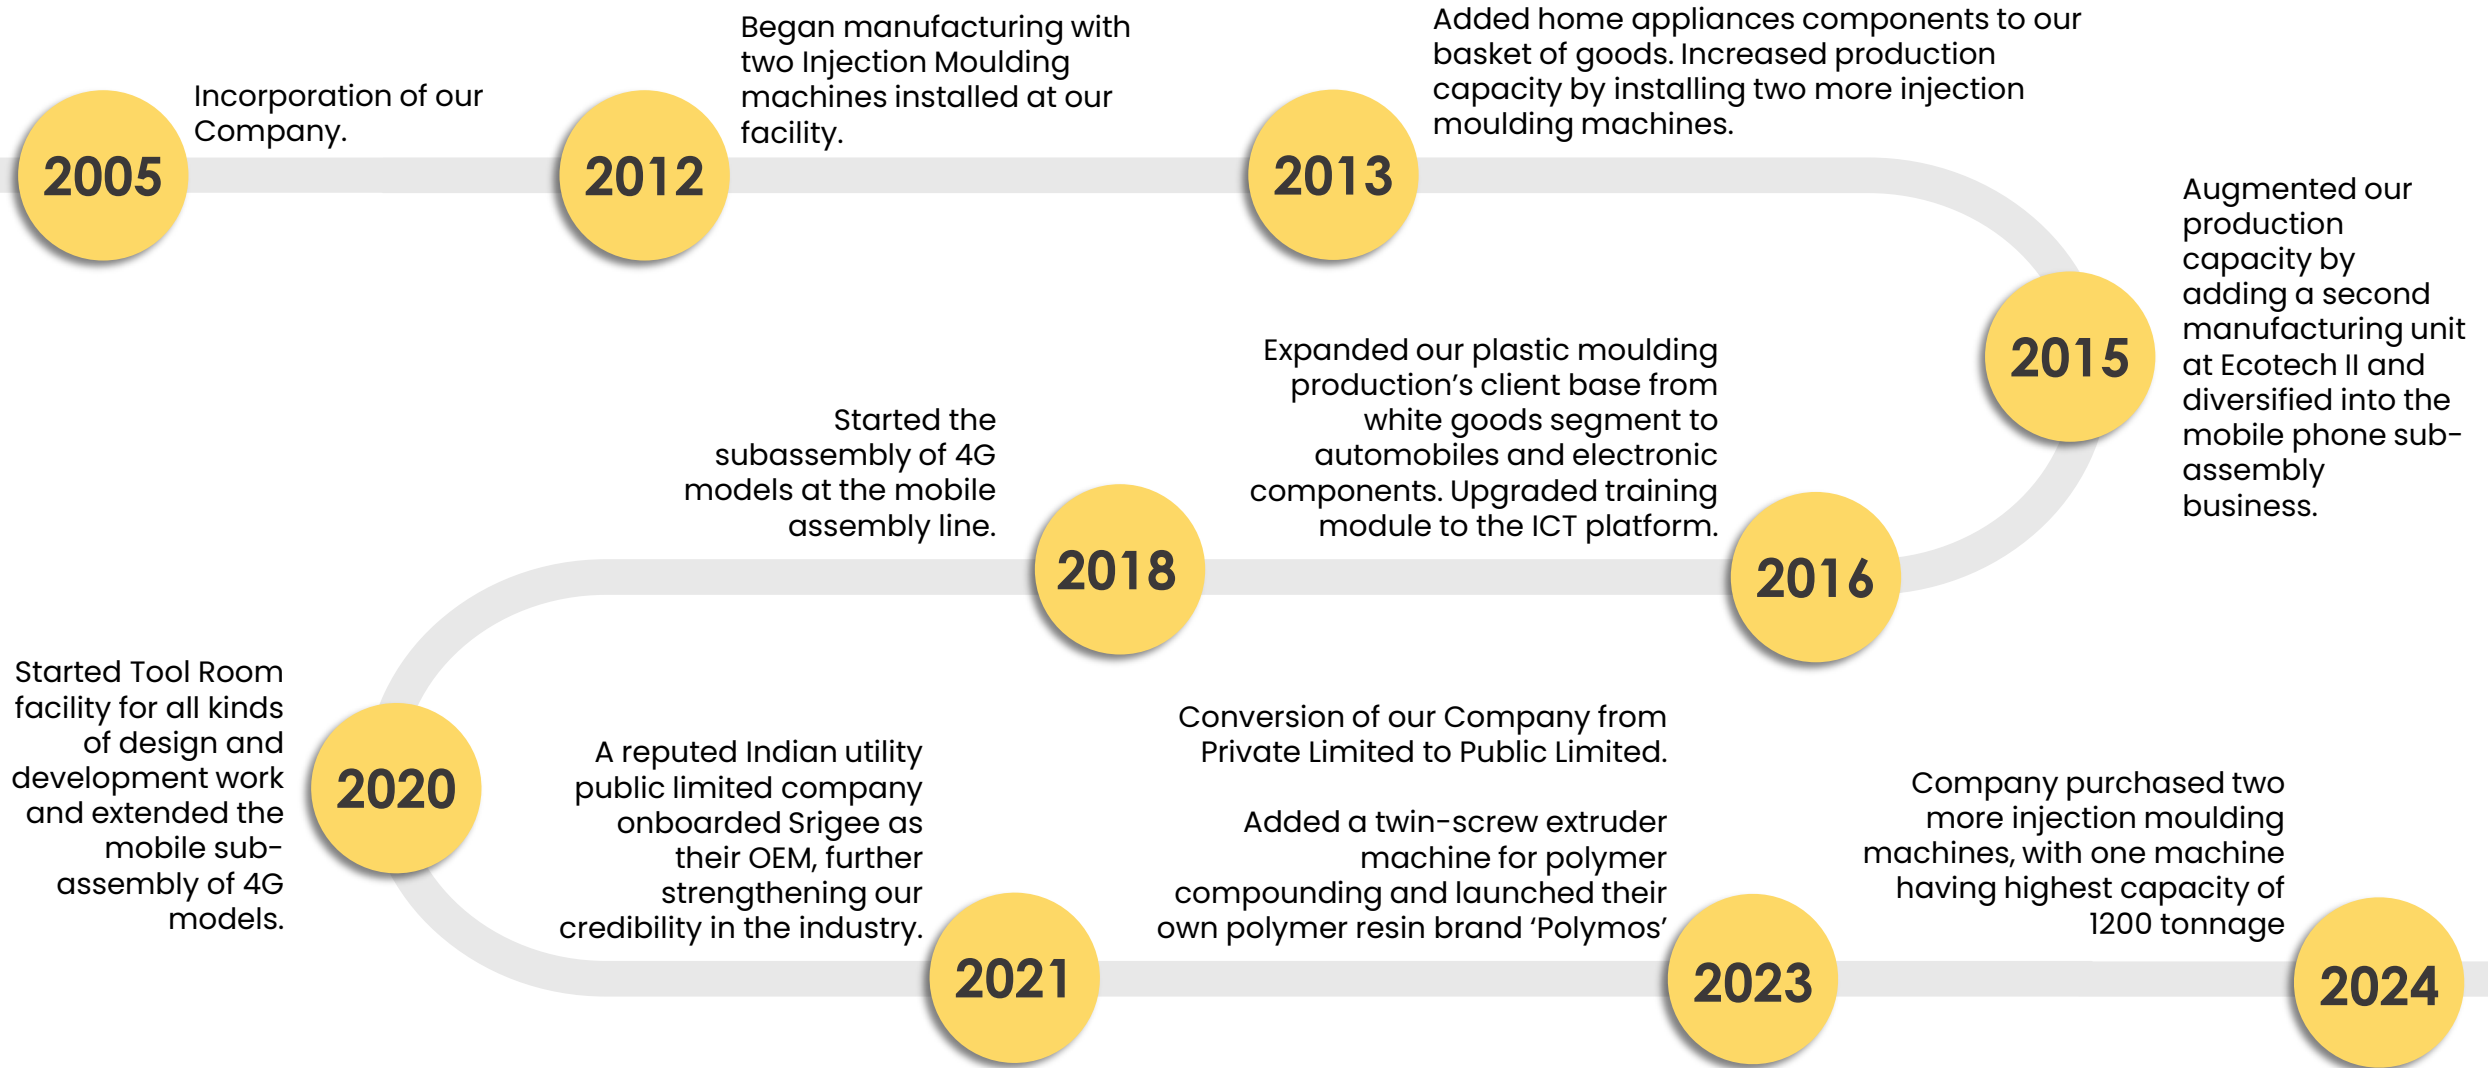 2005
Incorporation of our
Company.
2012
Began manufacturing with
two Injection Moulding
machines installed at our
facility.
2013
Added home appliances components to our
basket of goods. Increased production
capacity by installing two more injection
moulding machines.
2015
Augmented our
production
capacity by
adding a second
manufacturing unit
at Ecotech II and
diversified into the
mobile phone sub-
assembly
business.
2016
Expanded our plastic moulding
production’s client base from
white goods segment to
automobiles and electronic
components. Upgraded training
module to the ICT platform.
2018
Started the
subassembly of 4G
models at the mobile
assembly line.
2020
Started Tool Room
facility for all kinds
of design and
development work
and extended the
mobile sub-
assembly of 4G
models.
2021
A reputed Indian utility
public limited company
onboarded Srigee as
their OEM, further
strengthening our
credibility in the industry.
2023
Conversion of our Company from
Private Limited to Public Limited.
Added a twin-screw extruder
machine for polymer
compounding and launched their
own polymer resin brand ‘Polymos’
2024
Company purchased two
more injection moulding
machines, with one machine
having highest capacity of
1200 tonnage